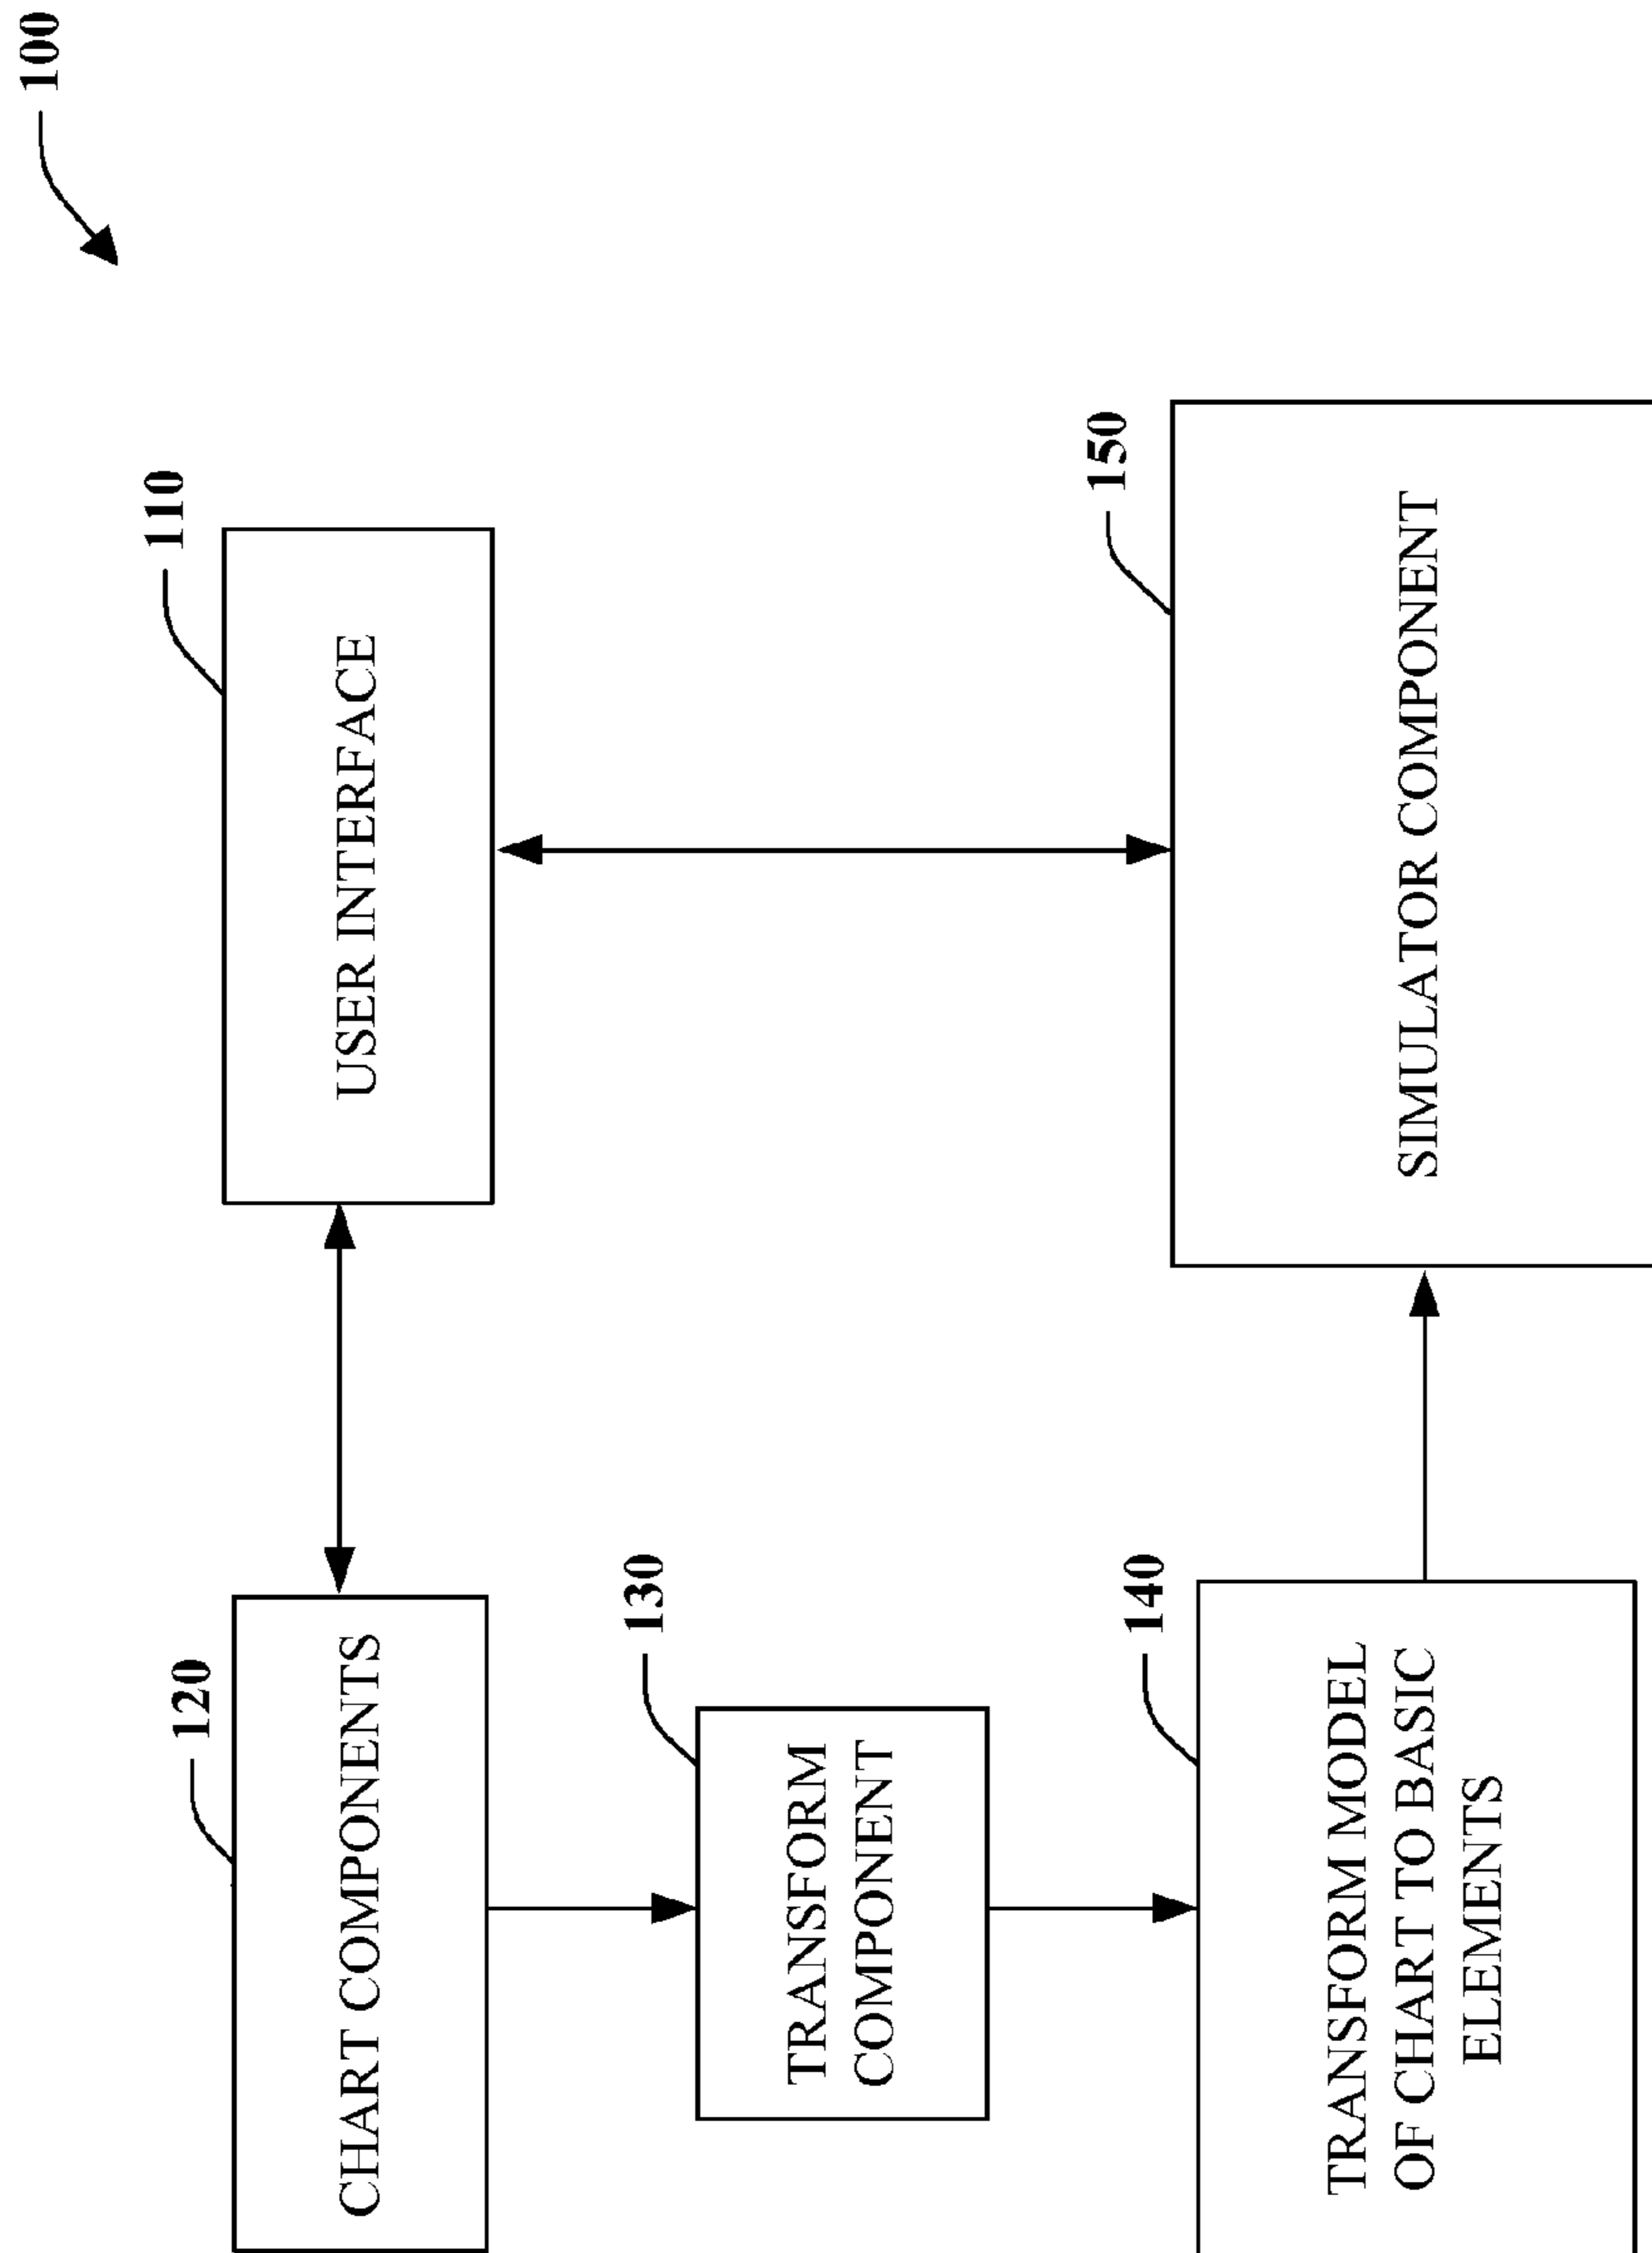 100
120
CHART COMPONENTS
110
USER INTERFACE
130
TRANSFORM
COMPONENT
140
TRANSFORM MODEL
OF CHART TO BASIC
ELEMENTS
150
SIMULATOR COMPONENT